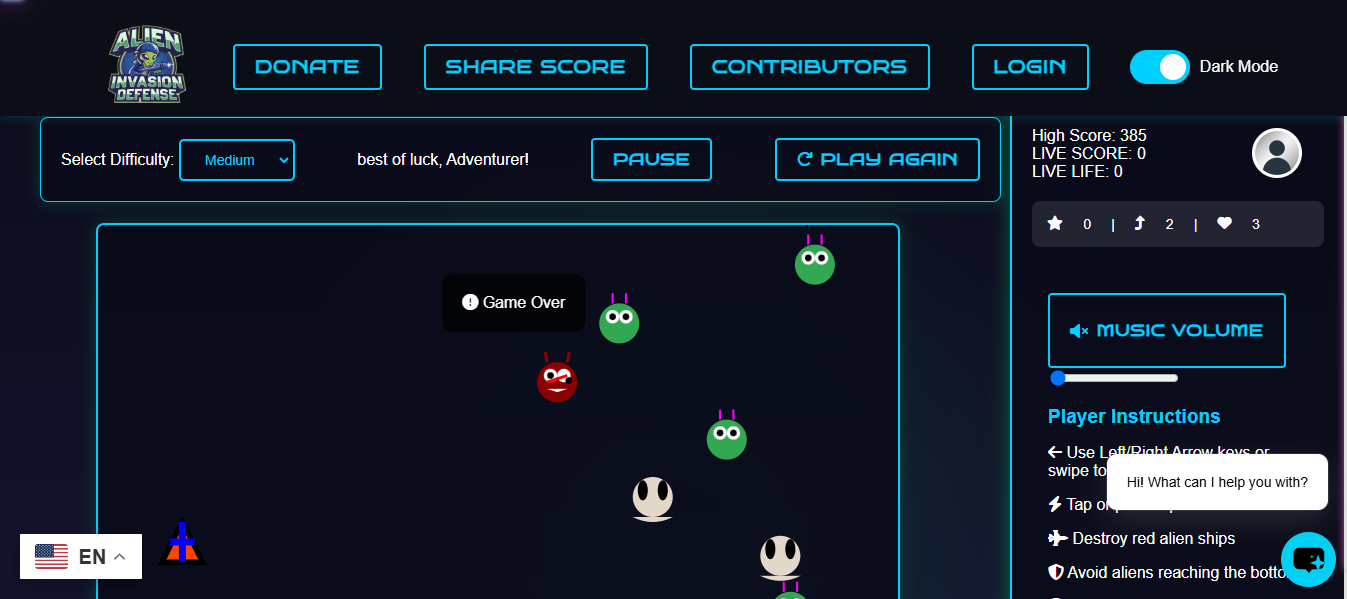 ALIEN
INVASION
DEFENSE
DONATE
SHARE SCORE
CONTRIBUTORS
LOGIN
Dark Mode
Select Difficulty:
Medium
best of luck, Adventurer!
PAUSE
PLAY AGAIN
High Score: 385
LIVE SCORE: 0
LIVE LIFE: 0
0 | 2 | 3
Game Over
MUSIC VOLUME
Player Instructions
Use Left/Right Arrow keys or
swipe to
Hi! What can I help you with?
Tap or
Destroy red alien ships
Avoid aliens reaching the botto
EN